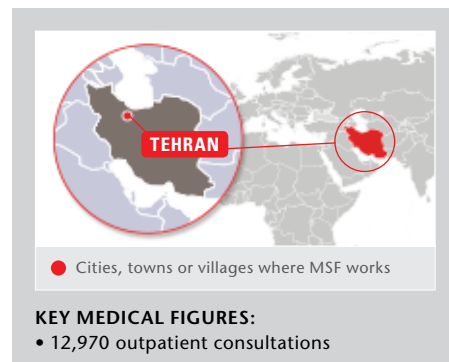 TEHRAN
Cities, towns or villages where MSF works
KEY MEDICAL FIGURES:
• 12,970 outpatient consultations